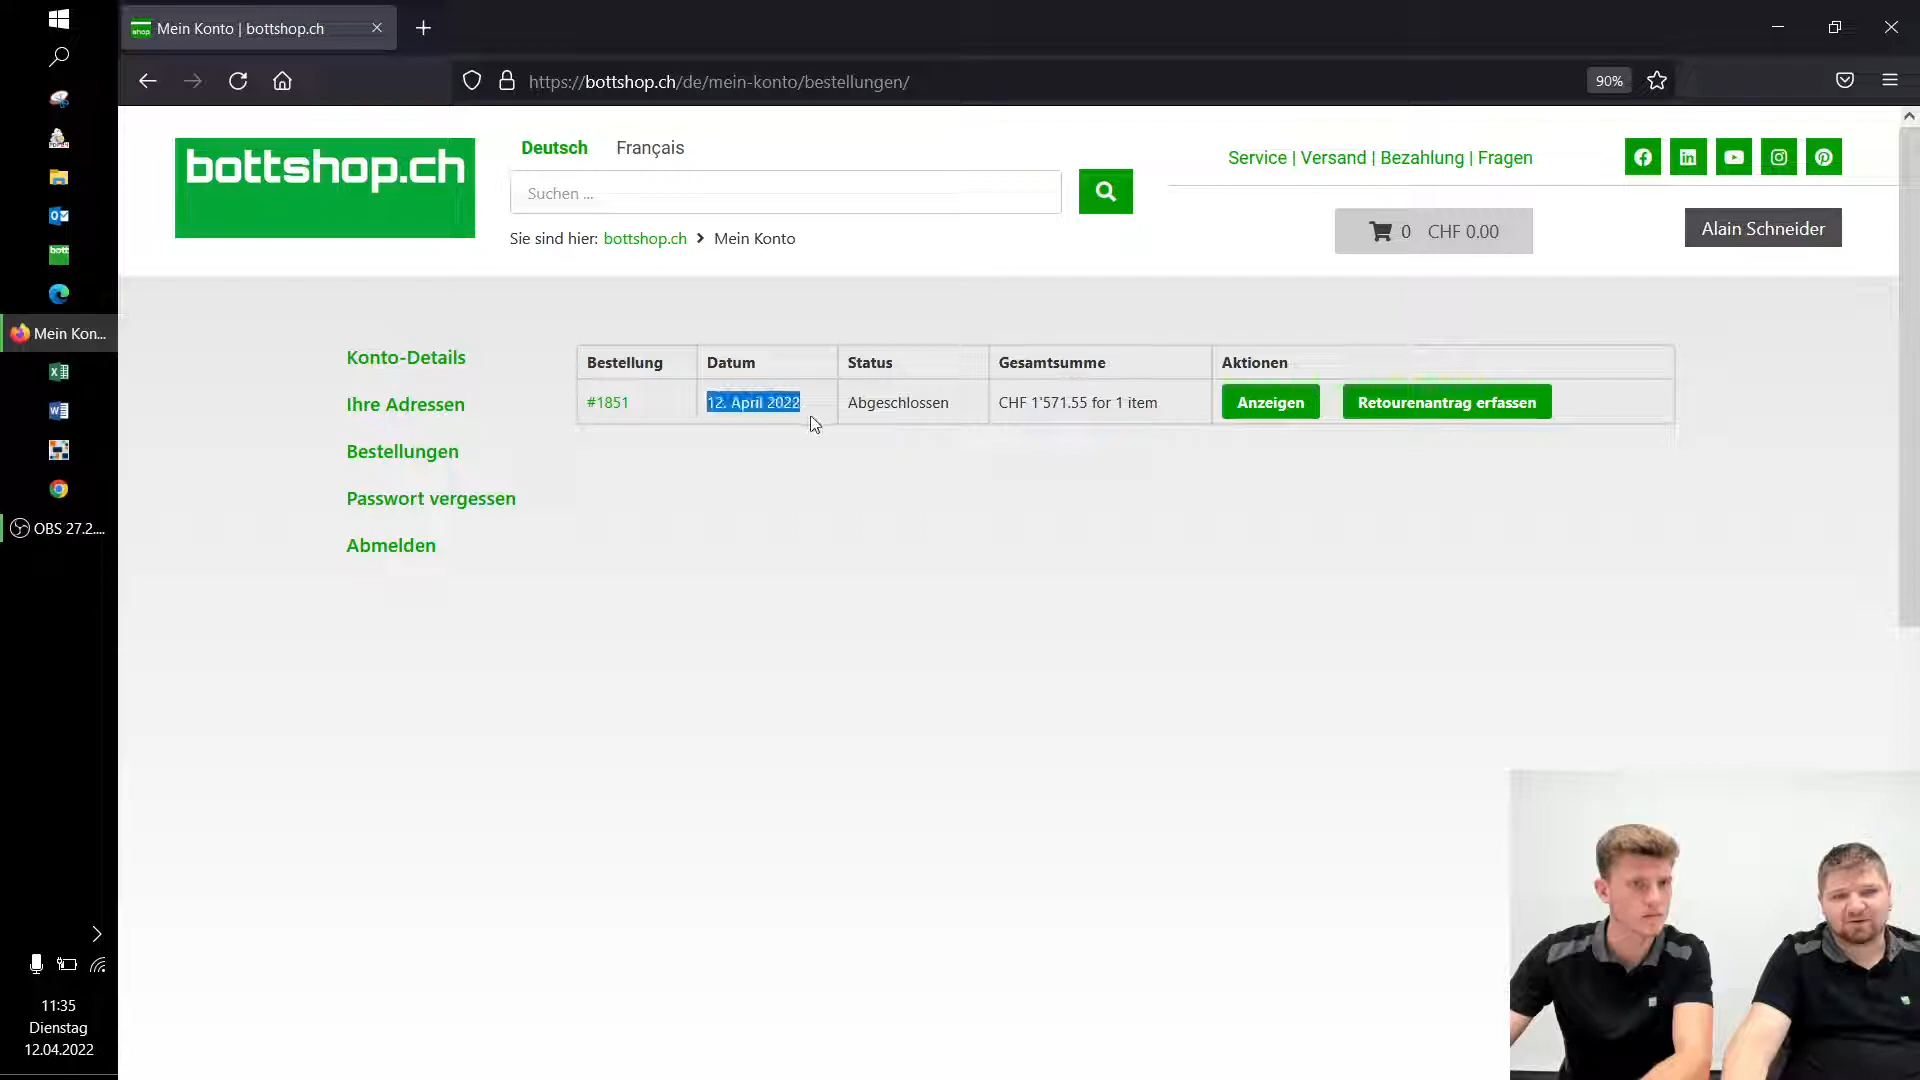 Mein Konto | bottshop.ch
https://bottshop.ch/de/mein-konto/bestellungen/
90%
bottshop.ch
Deutsch Français
Suchen ...
Sie sind hier: bottshop.ch > Mein Konto
Service | Versand | Bezahlung | Fragen
0 CHF 0.00
Alain Schneider
Mein Kon...
OBS 27.2....
Konto-Details
Ihre Adressen
Bestellungen
Passwort vergessen
Abmelden
Bestellung Datum Status Gesamtsumme Aktionen
#1851 12. April 2022 Abgeschlossen CHF 1'571.55 for 1 item Anzeigen Retourenantrag erfassen
11:35
Dienstag
12.04.2022